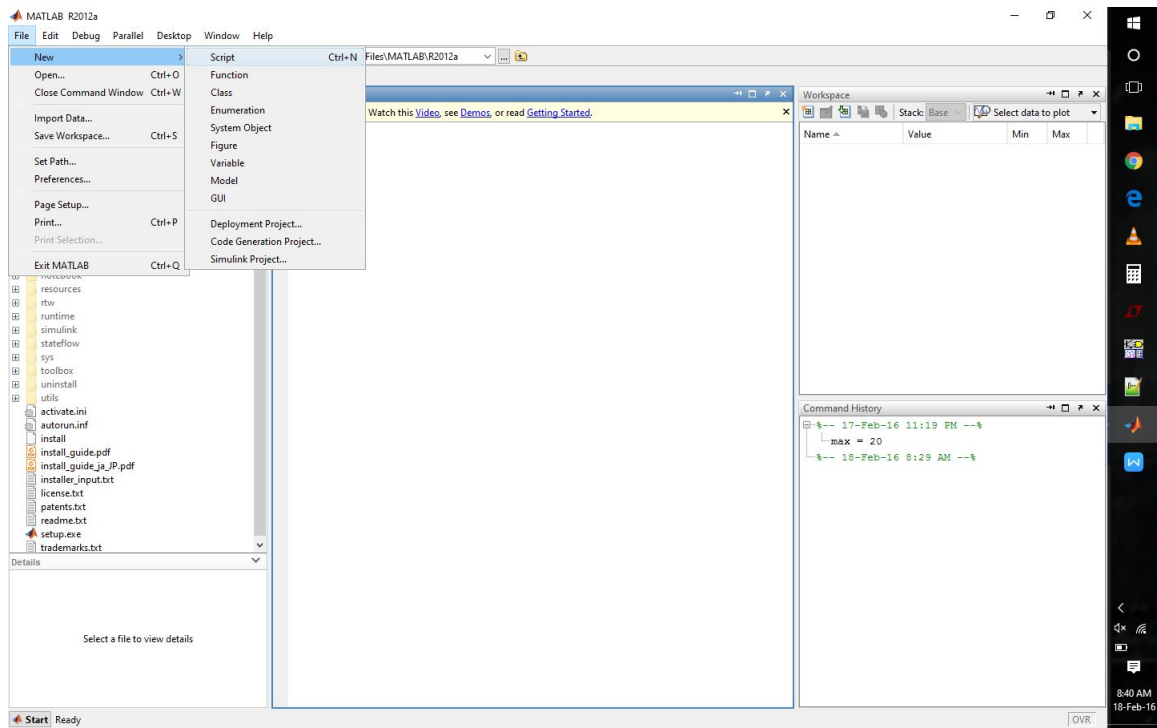 MATLAB R2012a
File Edit Debug Parallel Desktop Window Help
New
Open... Ctrl+O
Close Command Window Ctrl+W
Import Data...
Save Workspace... Ctrl+S
Set Path...
Preferences...
Page Setup...
Print... Ctrl+P
Print Selection...
Exit MATLAB Ctrl+Q
Script Ctrl+N
Function
Class
Enumeration
System Object
Figure
Variable
Model
GUI
Deployment Project...
Code Generation Project...
Simulink Project...
Files\MATLAB\R2012a ...
Watch this Video, see Demos, or read Getting Started.
notebook
resources
rtw
runtime
simulink
stateflow
sys
toolbox
uninstall
utils
activate.ini
autorun.inf
install
install_guide.pdf
install_guide_ja_JP.pdf
installer_input.txt
license.txt
patents.txt
readme.txt
setup.exe
trademarks.txt
Details
Select a file to view details
Workspace
Stack: Base Select data to plot
Name Value Min Max
Command History
%-- 17-Feb-16 11:19 PM --%
max = 20
%-- 18-Feb-16 8:29 AM --%
Start Ready
OVR
8:40 AM
18-Feb-16